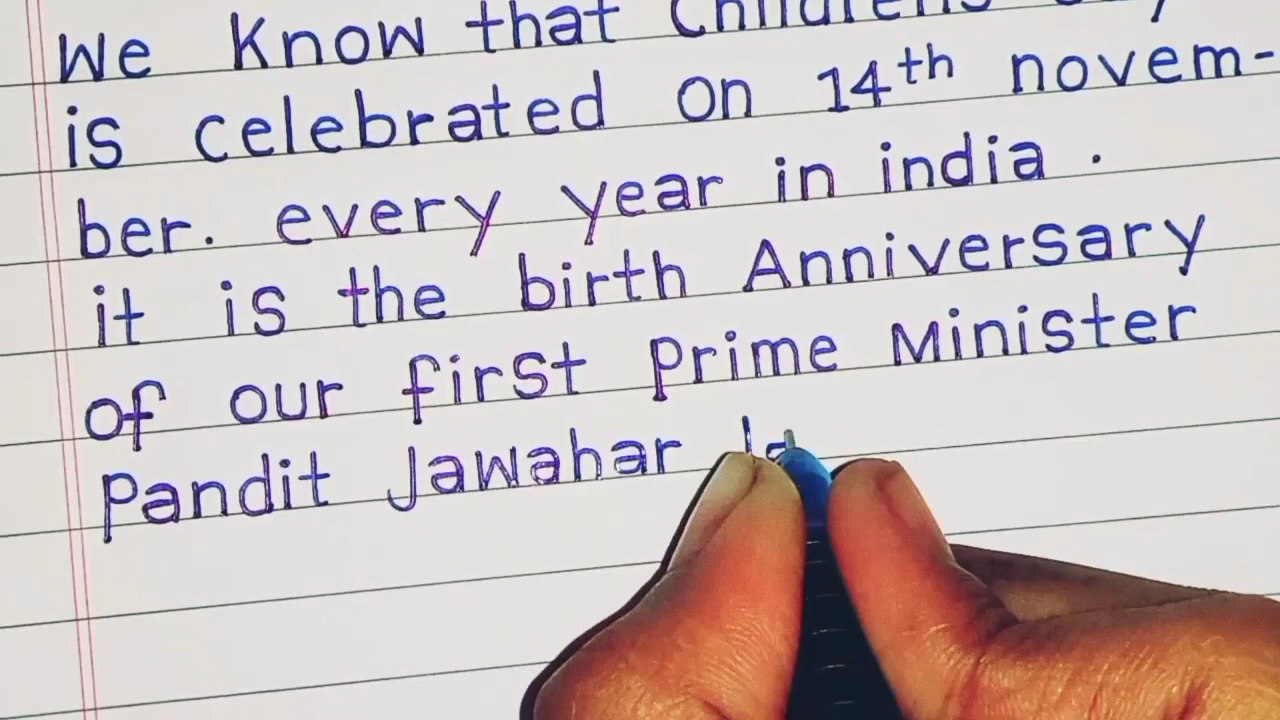 We Know that Childrens
is celebrated on 14th novem-
ber. every year in india .
it is the birth Anniversary
of our first Prime Minister
Pandit Jawahar